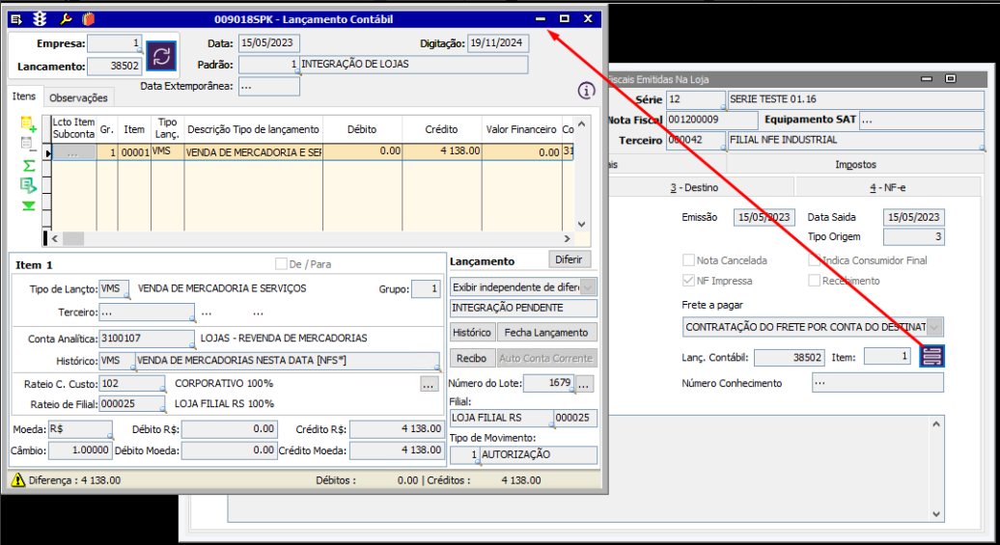 009018SPK - Lançamento Contábil
Empresa: 1 Data: 15/05/2023 Digitação: 19/11/2024
Lancamento: 38502 Padrão: 1 INTEGRAÇÃO DE LOJAS
Data Extemporânea: ...
Itens Observações
Lcto Item Subconta Gr. Item Tipo Lanç. Descrição Tipo de lançamento Débito Crédito Valor Financeiro Co
... 1 00001 VMS VENDA DE MERCADORIA E SEF 0.00 4 138.00 0.00 31
Item 1 De / Para
Tipo de Lançto: VMS VENDA DE MERCADORIA E SERVIÇOS Grupo: 1
Terceiro: ... ... ...
Conta Analítica: 3100107 LOJAS - REVENDA DE MERCADORIAS
Histórico: VMS VENDA DE MERCADORIAS NESTA DATA [NFS*]
Rateio C. Custo: 102 CORPORATIVO 100% ...
Rateio de Filial: 000025 LOJA FILIAL RS 100%
Moeda: R$ Débito R$: 0.00 Crédito R$: 4 138.00
Câmbio: 1.00000 Débito Moeda: 0.00 Crédito Moeda: 4 138.00
Lançamento Diferir
Exibir independente de difer
INTEGRAÇÃO PENDENTE
Histórico Fecha Lançamento
Recibo Auto Conta Corrente
Número do Lote: 1679 ...
Filial:
LOJA FILIAL RS 000025
Tipo de Movimento:
1 AUTORIZAÇÃO
Diferença : 4 138.00 Débitos : 0.00 | Créditos : 4 138.00
Fiscais Emitidas Na Loja
Série 12 SERIE TESTE 01.16
Nota Fiscal 001200009 Equipamento SAT ...
Terceiro 000042 FILIAL NFE INDUSTRIAL
ais Impostos
3 - Destino 4 - NF-e
Emissão 15/05/2023 Data Saida 15/05/2023
Tipo Origem 3
Nota Cancelada Indica Consumidor Final
NF Impressa Recebimento
Frete a pagar
CONTRATAÇÃO DO FRETE POR CONTA DO DESTINAT
Lanç. Contábil: 38502 Item: 1
Número Conhecimento ...